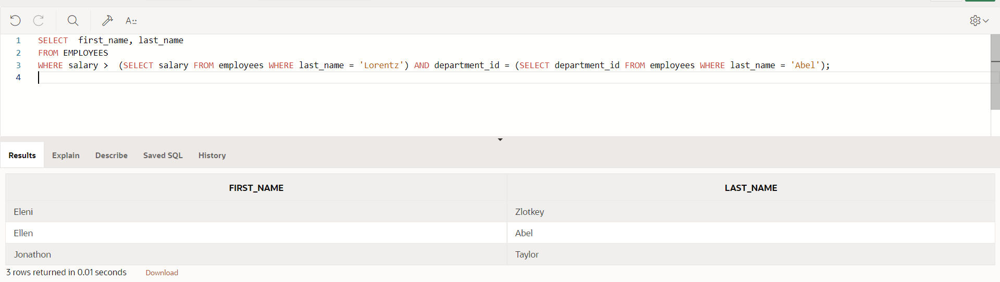 A
1 SELECT  first_name, last_name
2 FROM EMPLOYEES
3 WHERE salary >  (SELECT salary FROM employees WHERE last_name = 'Lorentz') AND department_id = (SELECT department_id FROM employees WHERE last_name = 'Abel');
4
Results Explain Describe Saved SQL History
FIRST_NAME LAST_NAME
Eleni Zlotkey
Ellen Abel
Jonathon Taylor
3 rows returned in 0.01 seconds Download